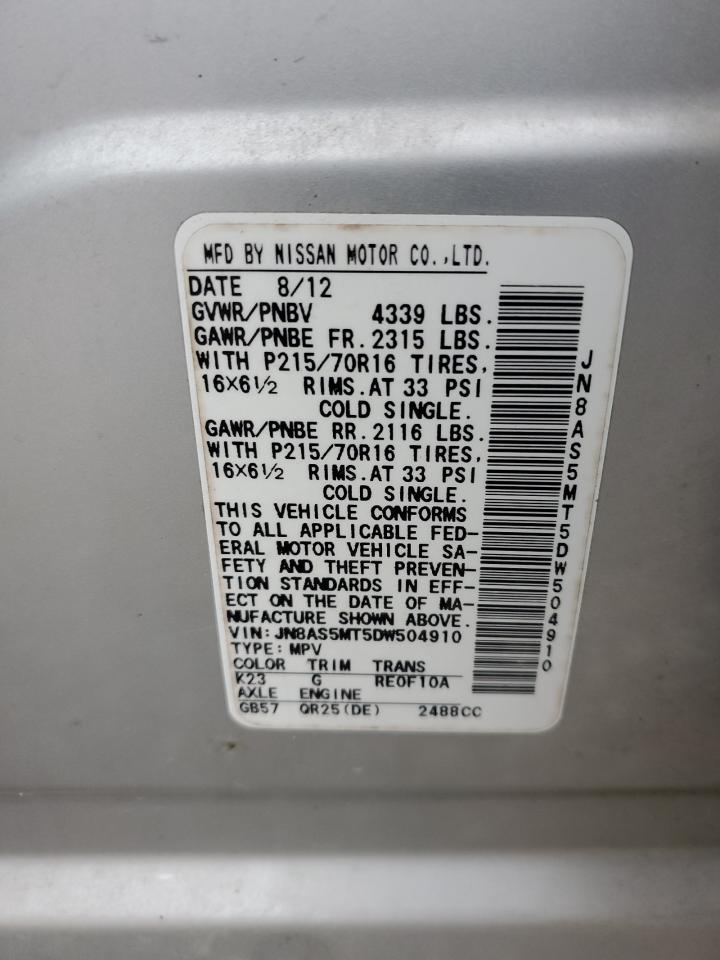 MFD BY NISSAN MOTOR CO.,LTD.
DATE 8/12
GVWR/PNBV 4339 LBS.
GAWR/PNBE FR.2315 LBS.
WITH P215/70R16 TIRES,
16×6½ RIMS.AT 33 PSI
COLD SINGLE.
GAWR/PNBE RR.2116 LBS.
WITH P215/70R16 TIRES,
16×6½ RIMS.AT 33 PSI
COLD SINGLE.
THIS VEHICLE CONFORMS
TO ALL APPLICABLE FED-
ERAL MOTOR VEHICLE SA-
FETY AND THEFT PREVEN-
TION STANDARDS IN EFF-
ECT ON THE DATE OF MA-
NUFACTURE SHOWN ABOVE.
VIN:JN8AS5MT5DW504910
TYPE:MPV
COLOR TRIM TRANS
K23 G RE0F10A
AXLE ENGINE
GB57 QR25(DE) 2488CC
JN8AS5MT5DW504910